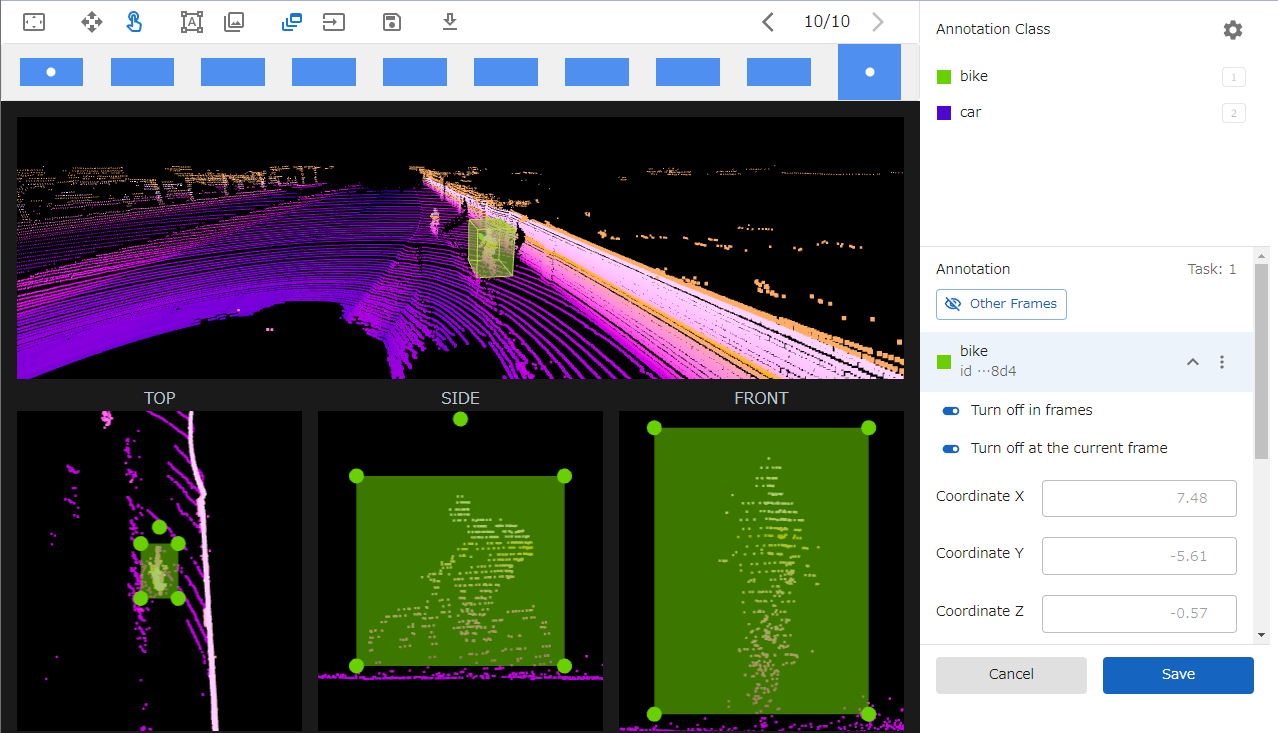 A
10/10
Annotation Class
bike
1
car
2
Annotation
Task: 1
Other Frames
bike
id ···8d4
Turn off in frames
Turn off at the current frame
Coordinate X
7.48
Coordinate Y
-5.61
Coordinate Z
-0.57
Cancel
Save
TOP
SIDE
FRONT